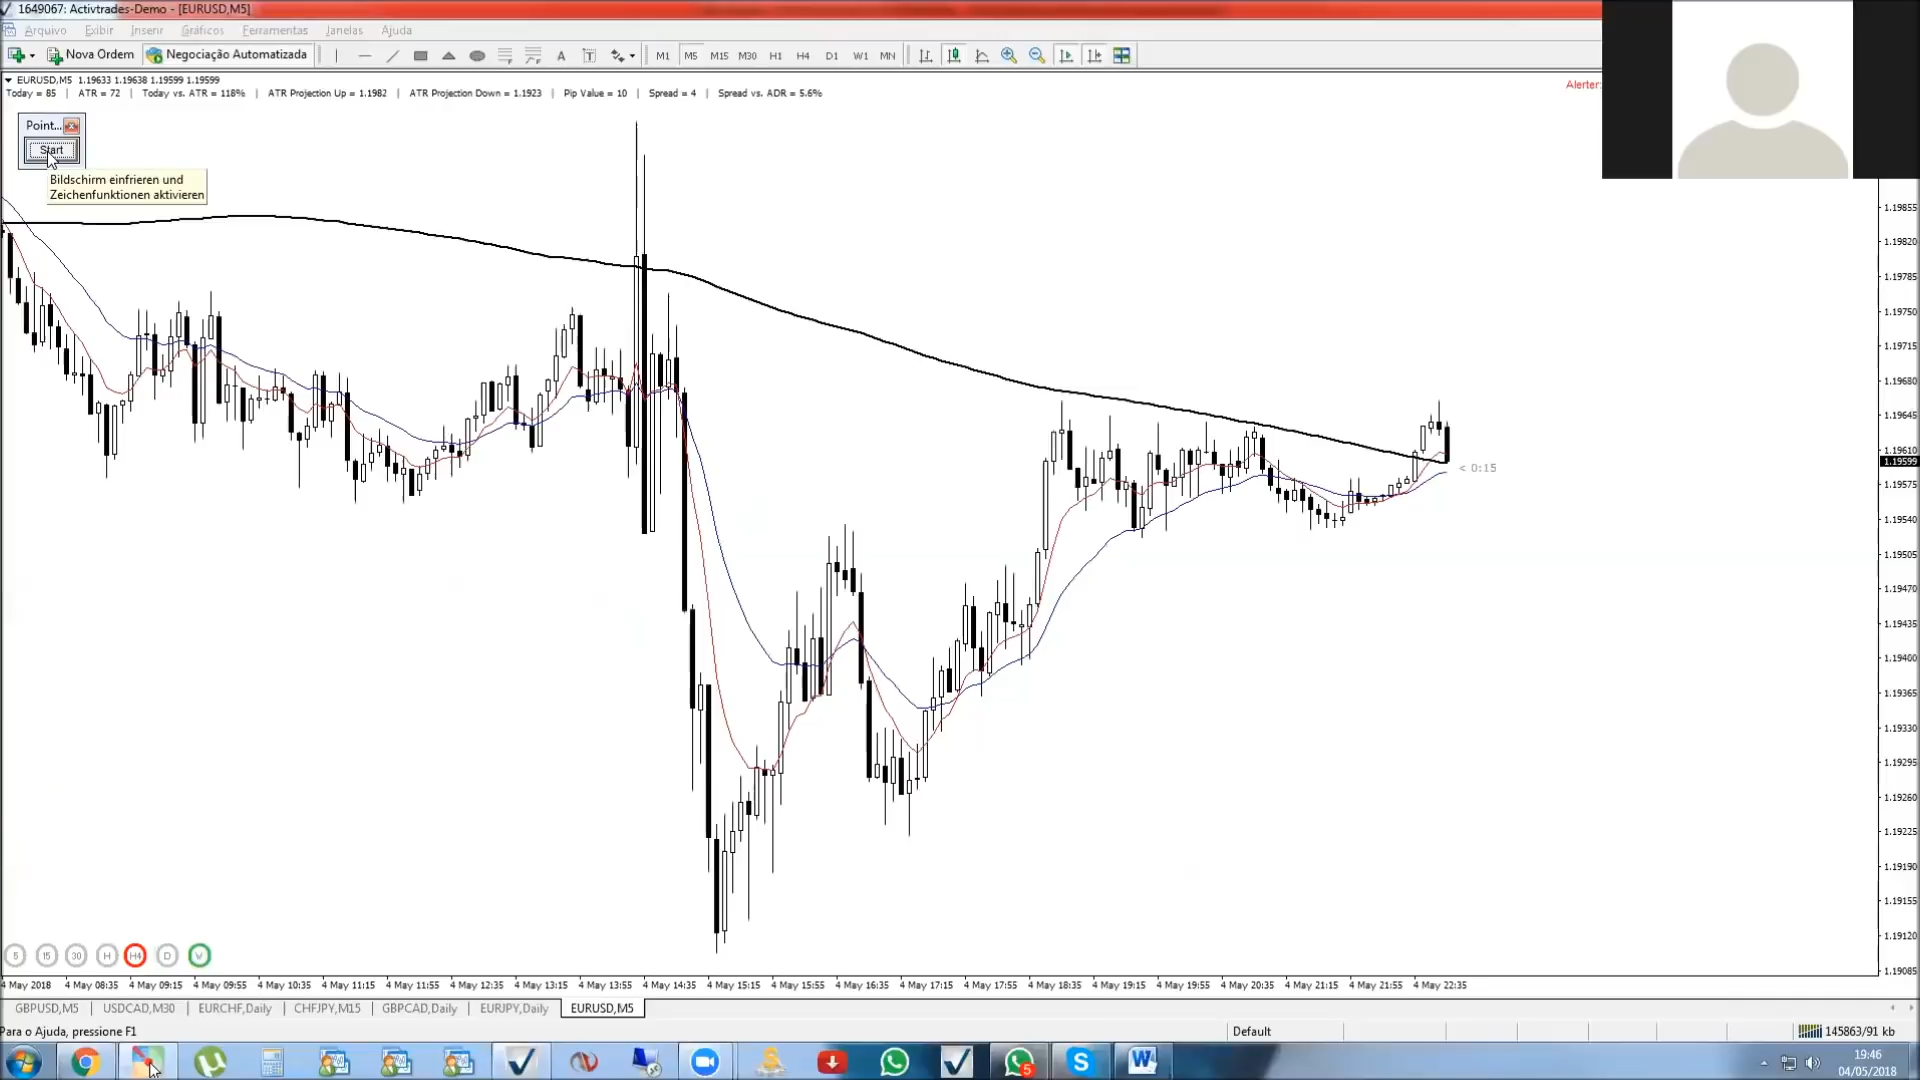 1649067: Activtrades-Demo - [EURUSD,M5]
Arquivo Exibir Inserir Gráficos Ferramentas Janelas Ajuda
Nova Ordem Negociação Automatizada A T M1 M5 M15 M30 H1 H4 D1 W1 MN
EURUSD,M5 1.19633 1.19638 1.19599 1.19599
Today = 85 | ATR = 72 | Today vs. ATR = 118% | ATR Projection Up = 1.1982 | ATR Projection Down = 1.1923 | Pip Value = 10 | Spread = 4 | Spread vs. ADR = 5.6%
Alerter:
Point...
Start
Bildschirm einfrieren und
Zeichenfunktionen aktivieren
1.19855
1.19820
1.19785
1.19750
1.19715
1.19680
1.19645
1.19610
1.19599
< 0:15
1.19575
1.19540
1.19505
1.19470
1.19435
1.19400
1.19365
1.19330
1.19295
1.19260
1.19225
1.19190
1.19155
1.19120
1.19085
5 15 30 H H4 D W
4 May 2018 4 May 08:35 4 May 09:15 4 May 09:55 4 May 10:35 4 May 11:15 4 May 11:55 4 May 12:35 4 May 13:15 4 May 13:55 4 May 14:35 4 May 15:15 4 May 15:55 4 May 16:35 4 May 17:15 4 May 17:55 4 May 18:35 4 May 19:15 4 May 19:55 4 May 20:35 4 May 21:15 4 May 21:55 4 May 22:35
GBPUSD,M5 | USDCAD,M30 | EURCHF,Daily | CHFJPY,M15 | GBPCAD,Daily | EURJPY,Daily | EURUSD,M5
Para o Ajuda, pressione F1
Default
145863/91 kb
5
19:46
04/05/2018